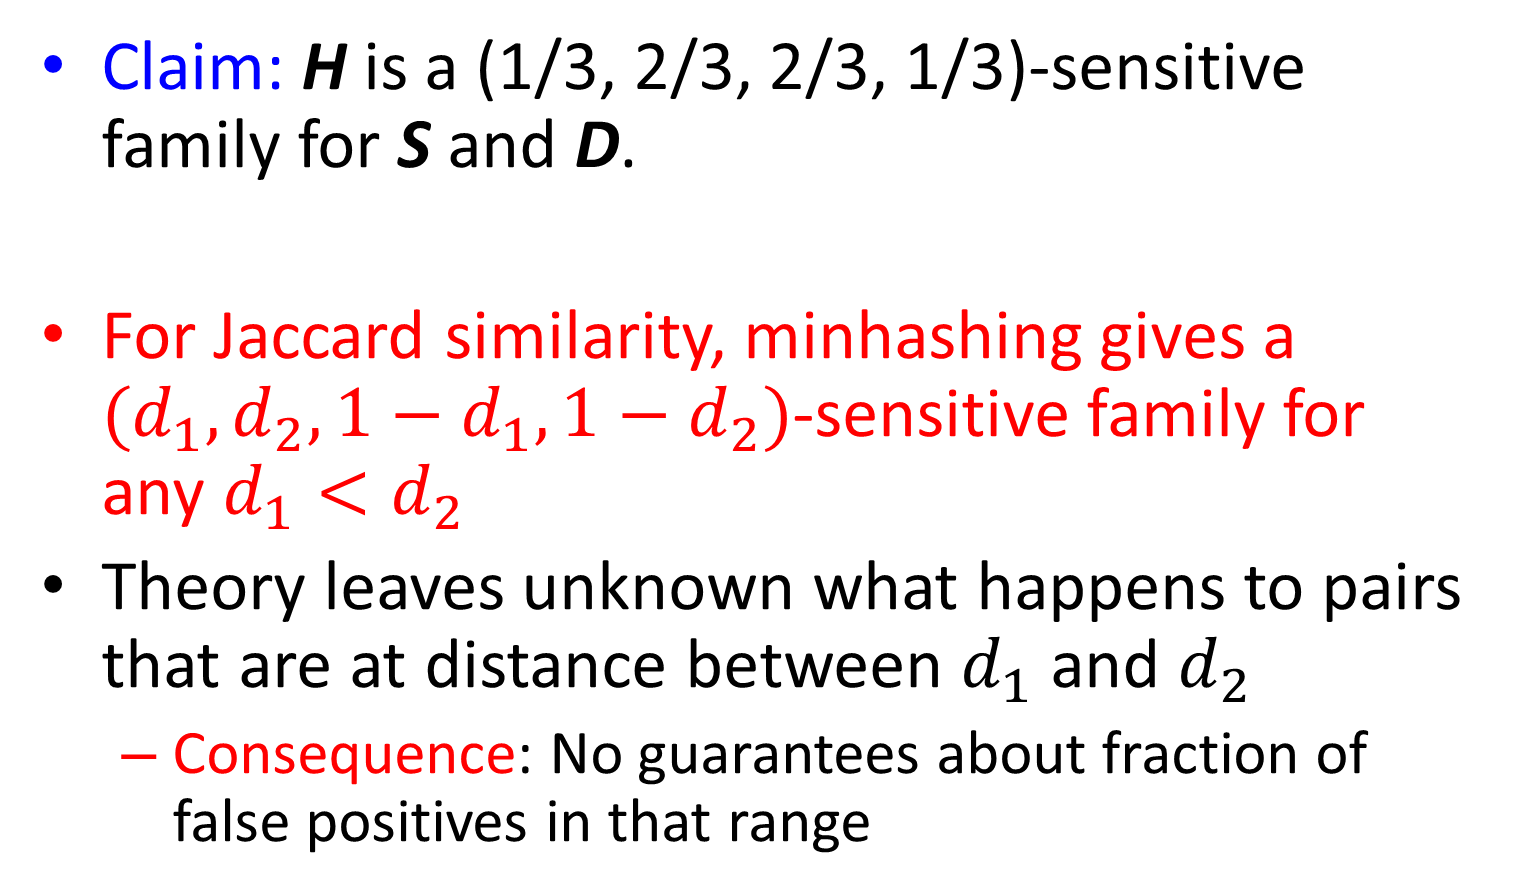 • Claim: H is a (1/3, 2/3, 2/3, 1/3)-sensitive
family for S and D.
• For Jaccard similarity, minhashing gives a
(d₁, d₂, 1 − d₁, 1 − d₂)-sensitive family for
any d₁ < d₂
• Theory leaves unknown what happens to pairs
that are at distance between d₁ and d₂
– Consequence: No guarantees about fraction of
false positives in that range